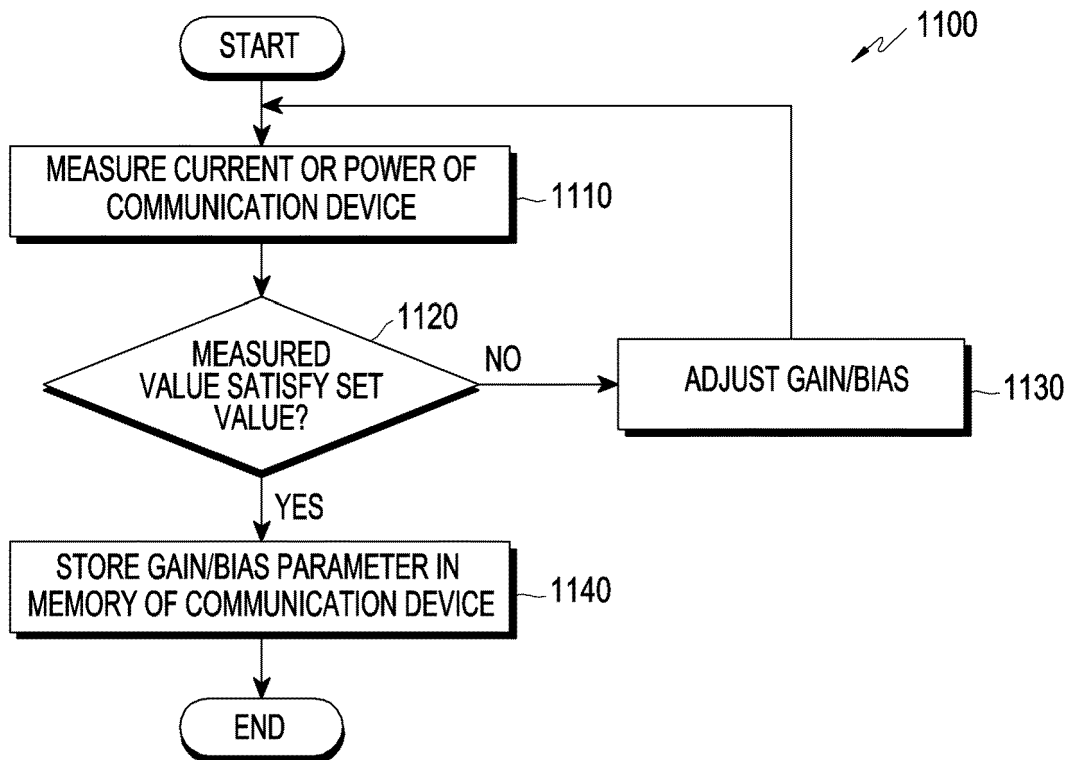 START
1100
MEASURE CURRENT OR POWER OF
COMMUNICATION DEVICE
1110
1120
MEASURED
VALUE SATISFY SET
VALUE?
NO
ADJUST GAIN/BIAS
1130
YES
STORE GAIN/BIAS PARAMETER IN
MEMORY OF COMMUNICATION DEVICE
1140
END